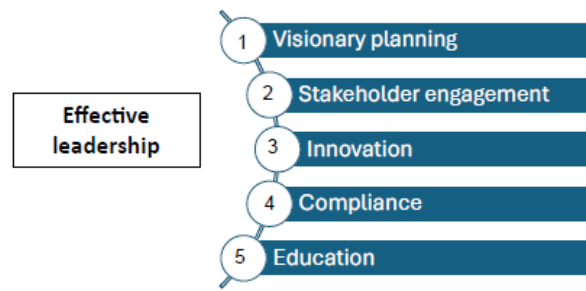 Effective
leadership
1 Visionary planning
2 Stakeholder engagement
3 Innovation
4 Compliance
5 Education